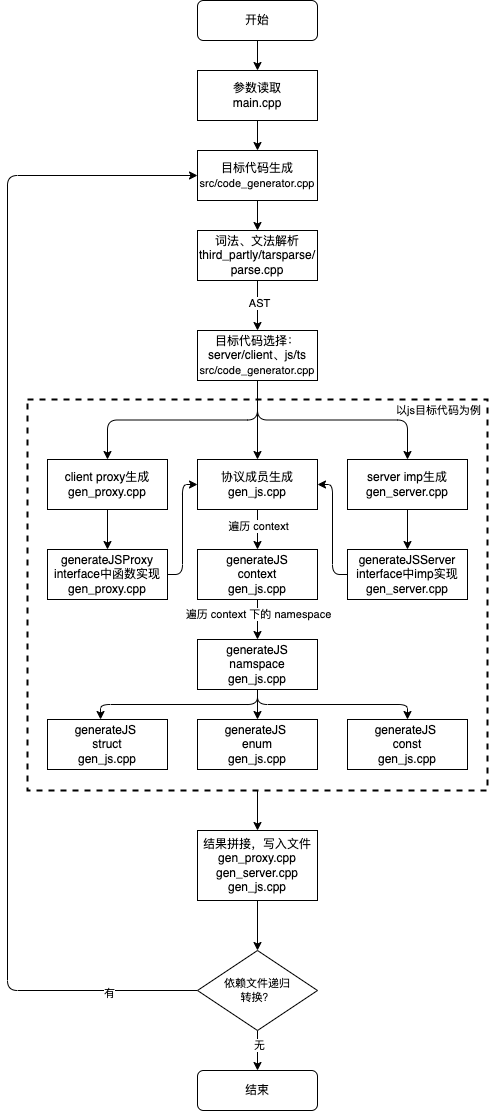 开始
参数读取
main.cpp
目标代码生成
src/code_generator.cpp
词法、文法解析
third_partly/tarsparse/
parse.cpp
AST
目标代码选择：
server/client、js/ts
src/code_generator.cpp
以js目标代码为例
client proxy生成
gen_proxy.cpp
协议成员生成
gen_js.cpp
server imp生成
gen_server.cpp
遍历 context
generateJSProxy
interface中函数实现
gen_proxy.cpp
generateJS
context
gen_js.cpp
generateJSServer
interface中imp实现
gen_server.cpp
遍历 context 下的 namespace
generateJS
namspace
gen_js.cpp
generateJS
struct
gen_js.cpp
generateJS
enum
gen_js.cpp
generateJS
const
gen_js.cpp
结果拼接，写入文件
gen_proxy.cpp
gen_server.cpp
gen_js.cpp
依赖文件递归
转换？
有
无
结束